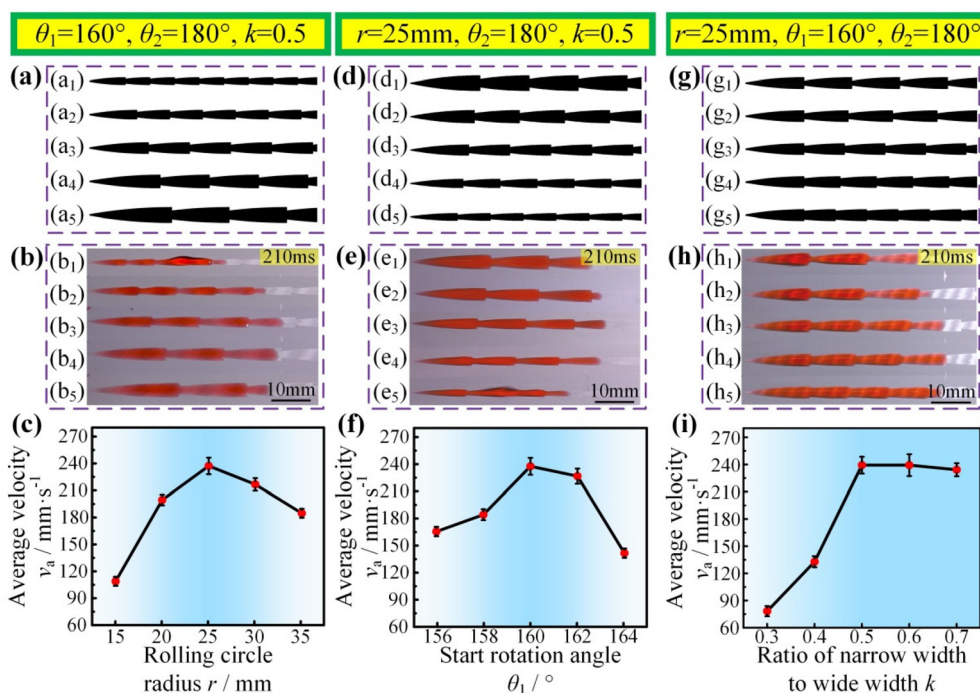 θ1=160°, θ2=180°, k=0.5
r=25mm, θ2=180°, k=0.5
r=25mm, θ1=160°, θ2=180°
(a)
(a1)
(a2)
(a3)
(a4)
(a5)
(d)
(d1)
(d2)
(d3)
(d4)
(d5)
(g)
(g1)
(g2)
(g3)
(g4)
(g5)
(b)
(b1)
210ms
(b2)
(b3)
(b4)
(b5)
10mm
(e)
(e1)
210ms
(e2)
(e3)
(e4)
(e5)
10mm
(h)
(h1)
210ms
(h2)
(h3)
(h4)
(h5)
10mm
(c)
Average velocity
va / mm·s-1
270
240
210
180
150
120
90
60
15 20 25 30 35
Rolling circle
radius r / mm
(f)
Average velocity
va / mm·s-1
270
240
210
180
150
120
90
60
156 158 160 162 164
Start rotation angle
θ1 / °
(i)
Average velocity
va / mm·s-1
270
240
210
180
150
120
90
60
0.3 0.4 0.5 0.6 0.7
Ratio of narrow width
to wide width k